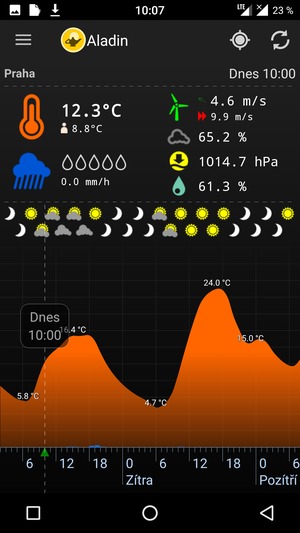 10:07
LTE 23 %
Aladin
Praha
Dnes 10:00
12.3°C
8.8°C
4.6 m/s
9.9 m/s
65.2 %
0.0 mm/h
1014.7 hPa
61.3 %
24.0 °C
Dnes
10:00
16,4 °C
15.0 °C
5.8 °C
4.7 °C
6 12 18 0 6 12 18 0 6
Zítra
Pozítří